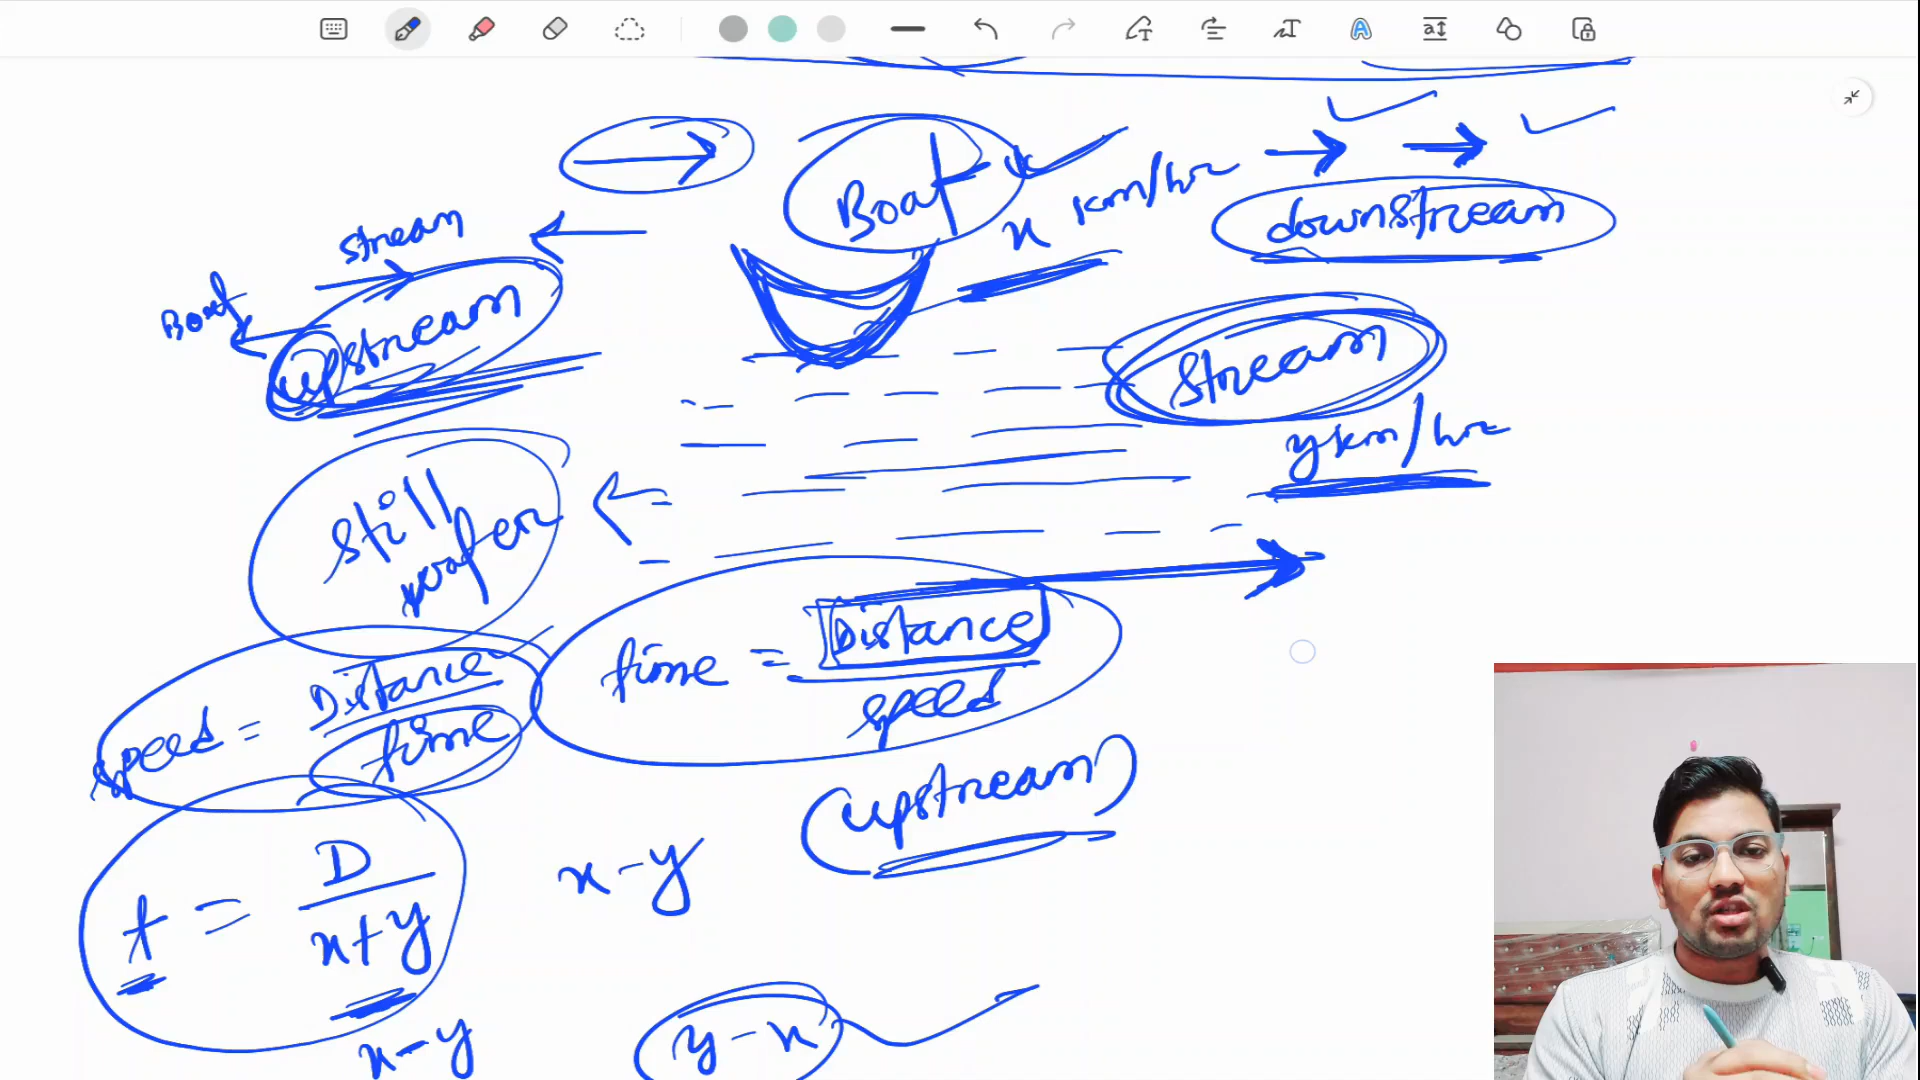 Boat
x km/hr
downstream
stream
Boat
upstream
stream
y km/hr
still
water
time = Distance
speed
speed = Distance
time
(upstream)
t = D
x+y
x-y
x-y
y-x